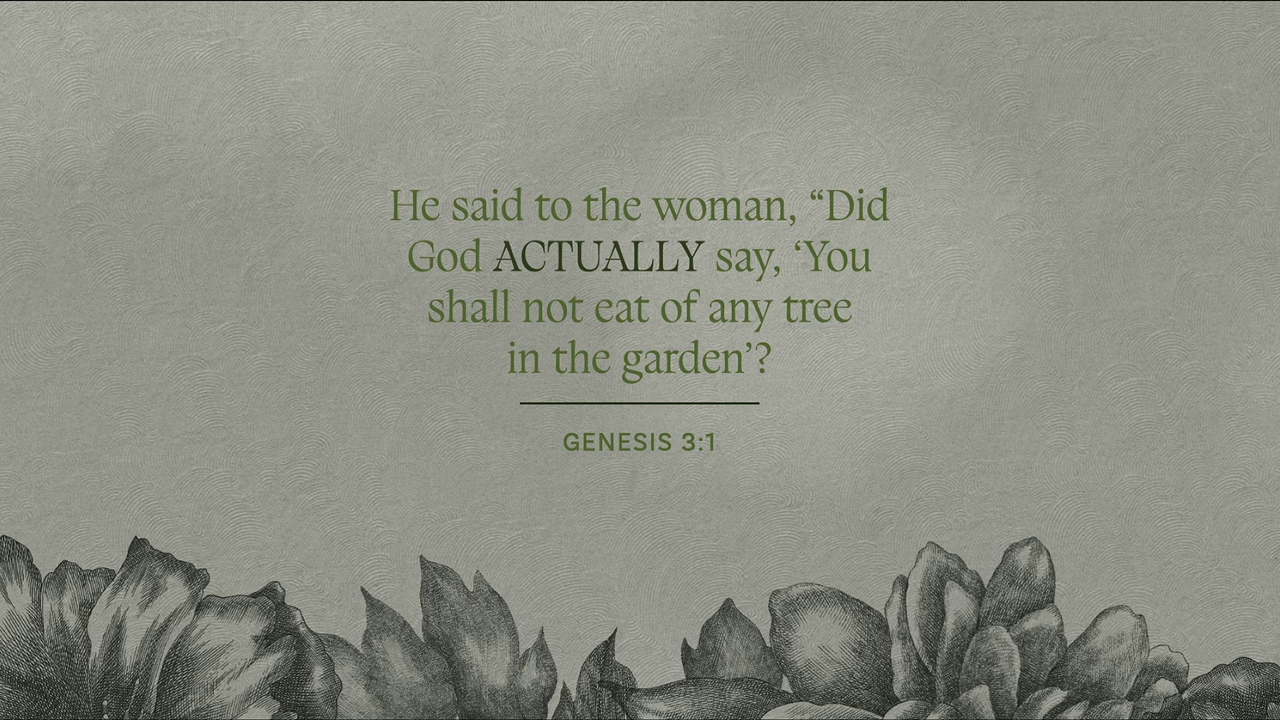 He said to the woman, “Did
God ACTUALLY say, ‘You
shall not eat of any tree
in the garden’?
GENESIS 3:1